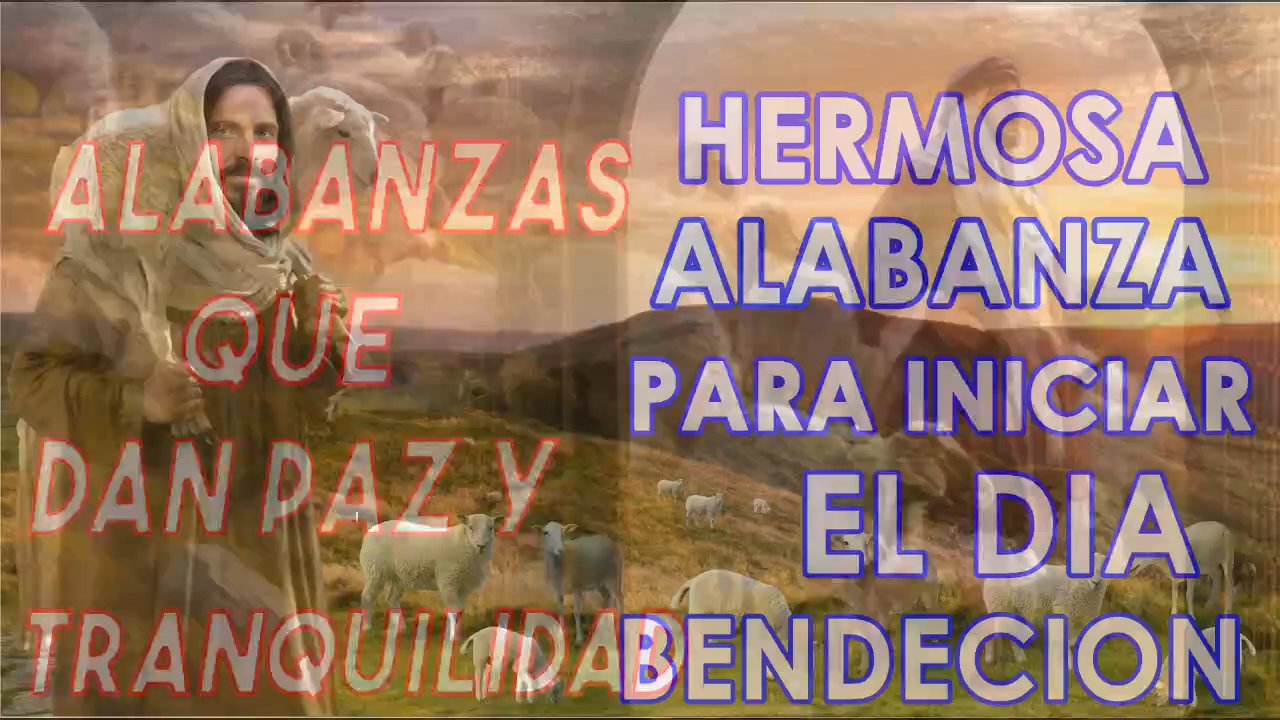 ALABANZAS
QUE
DAN PAZ Y
TRANQUILIDAD
HERMOSA
ALABANZA
PARA INICIAR
EL DIA
BENDECION